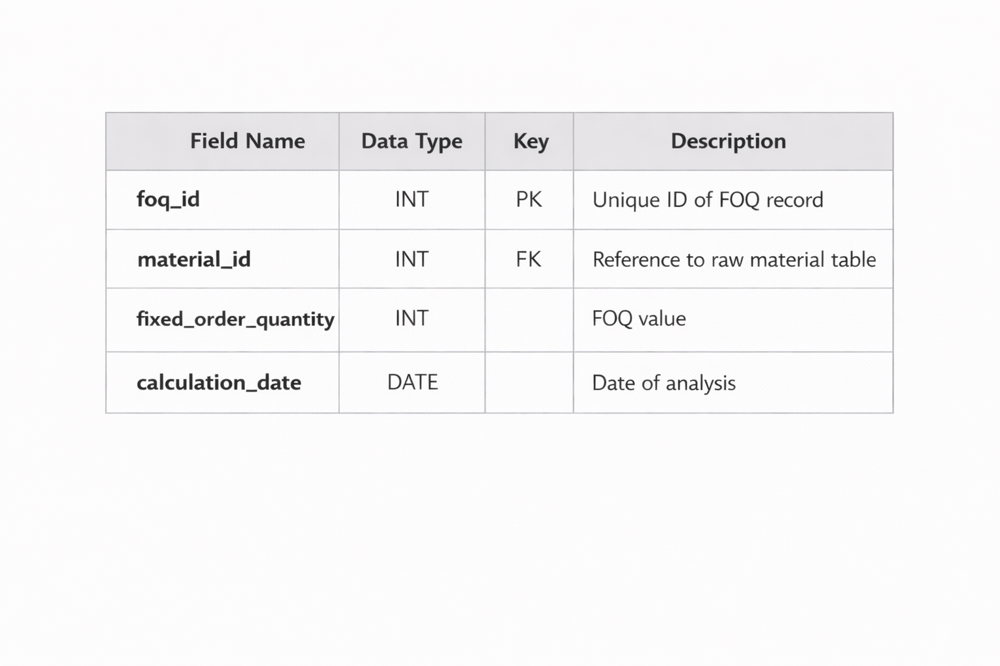 Field Name Data Type Key Description
foq_id INT PK Unique ID of FOQ record
material_id INT FK Reference to raw material table
fixed_order_quantity INT FOQ value
calculation_date DATE Date of analysis